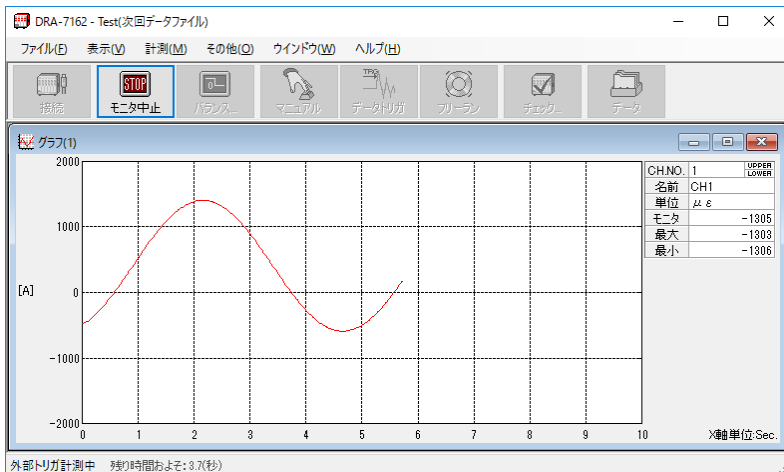 DRA-7162 - Test(次回データファイル)
ファイル(F) 表示(V) 計測(M) その他(O) ウインドウ(W) ヘルプ(H)
接続 モニタ中止 バランス... マニュアル データトリガ フリーラン チェック... データ
STOP
TRG
グラフ(1)
2000
1000
[A] 0
-1000
-2000
0 1 2 3 4 5 6 7 8 9 10 X軸単位:Sec.
CH.NO. 1 UPPER LOWER
名前 CH1
単位 με
モニタ -1305
最大 -1303
最小 -1306
外部トリガ計測中 残り時間およそ:3.7(秒)